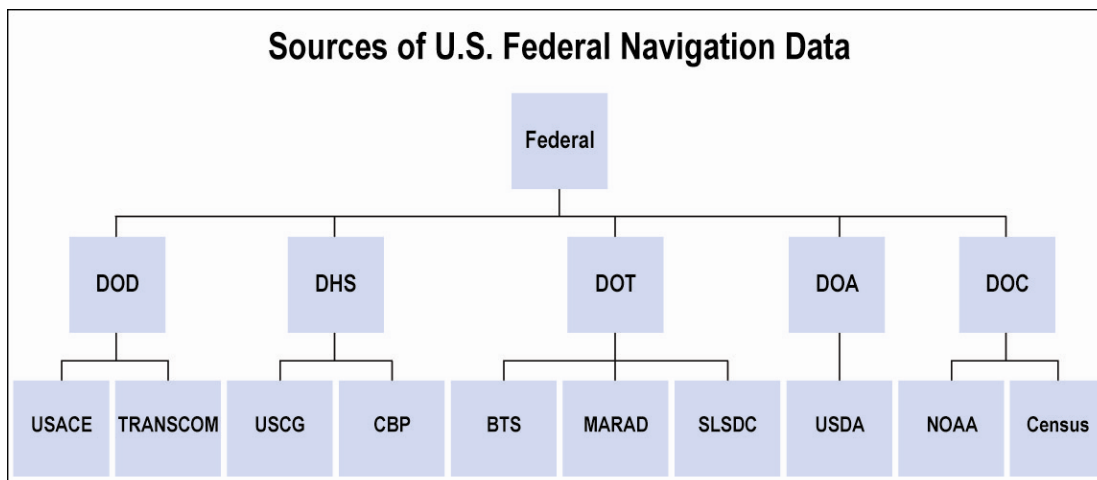 Sources of U.S. Federal Navigation Data
Federal
DOD
DHS
DOT
DOA
DOC
USACE
TRANSCOM
USCG
CBP
BTS
MARAD
SLSDC
USDA
NOAA
Census